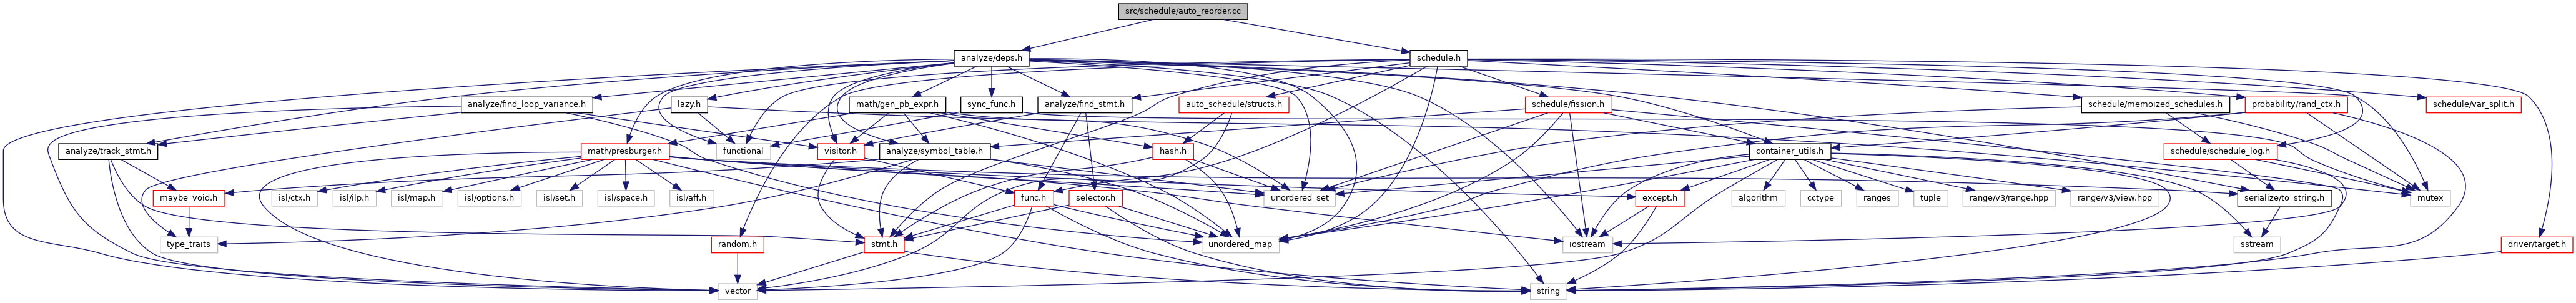 src/schedule/auto_reorder.cc
analyze/deps.h
schedule.h
analyze/find_loop_variance.h
lazy.h
math/gen_pb_expr.h
sync_func.h
analyze/find_stmt.h
auto_schedule/structs.h
schedule/fission.h
schedule/memoized_schedules.h
probability/rand_ctx.h
schedule/var_split.h
analyze/track_stmt.h
math/presburger.h
functional
visitor.h
analyze/symbol_table.h
hash.h
container_utils.h
schedule/schedule_log.h
maybe_void.h
isl/ctx.h
isl/ilp.h
isl/map.h
isl/options.h
isl/set.h
isl/space.h
isl/aff.h
func.h
selector.h
unordered_set
except.h
algorithm
cctype
ranges
tuple
range/v3/range.hpp
range/v3/view.hpp
serialize/to_string.h
mutex
type_traits
random.h
stmt.h
unordered_map
iostream
sstream
driver/target.h
vector
string